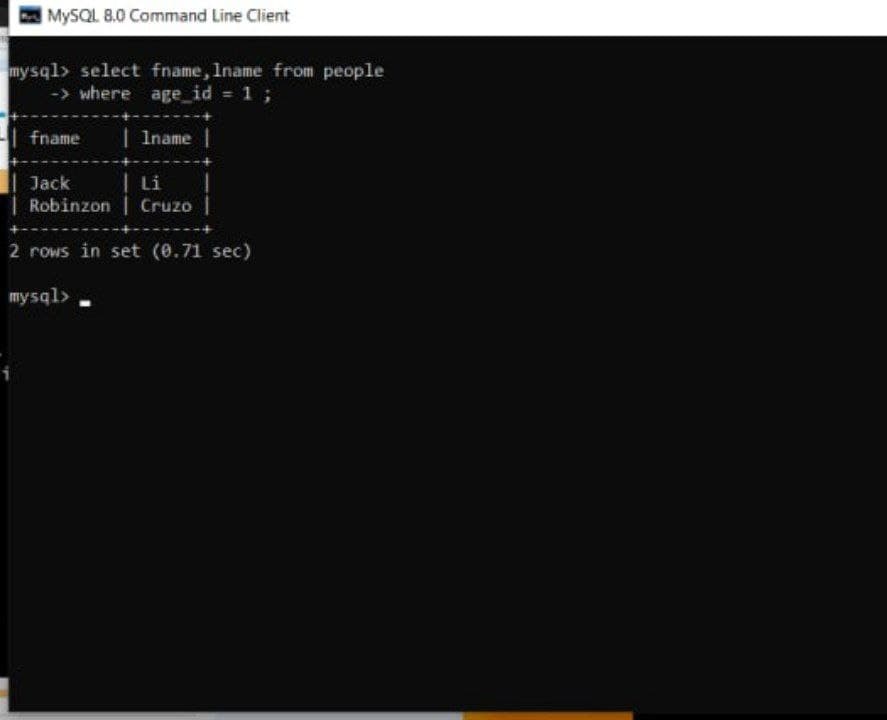 MySQL 8.0 Command Line Client
mysql> select fname,lname from people
    -> where  age_id = 1 ;
+----------+-------+
| fname    | lname |
+----------+-------+
| Jack     | Li    |
| Robinzon | Cruzo |
+----------+-------+
2 rows in set (0.71 sec)
mysql>